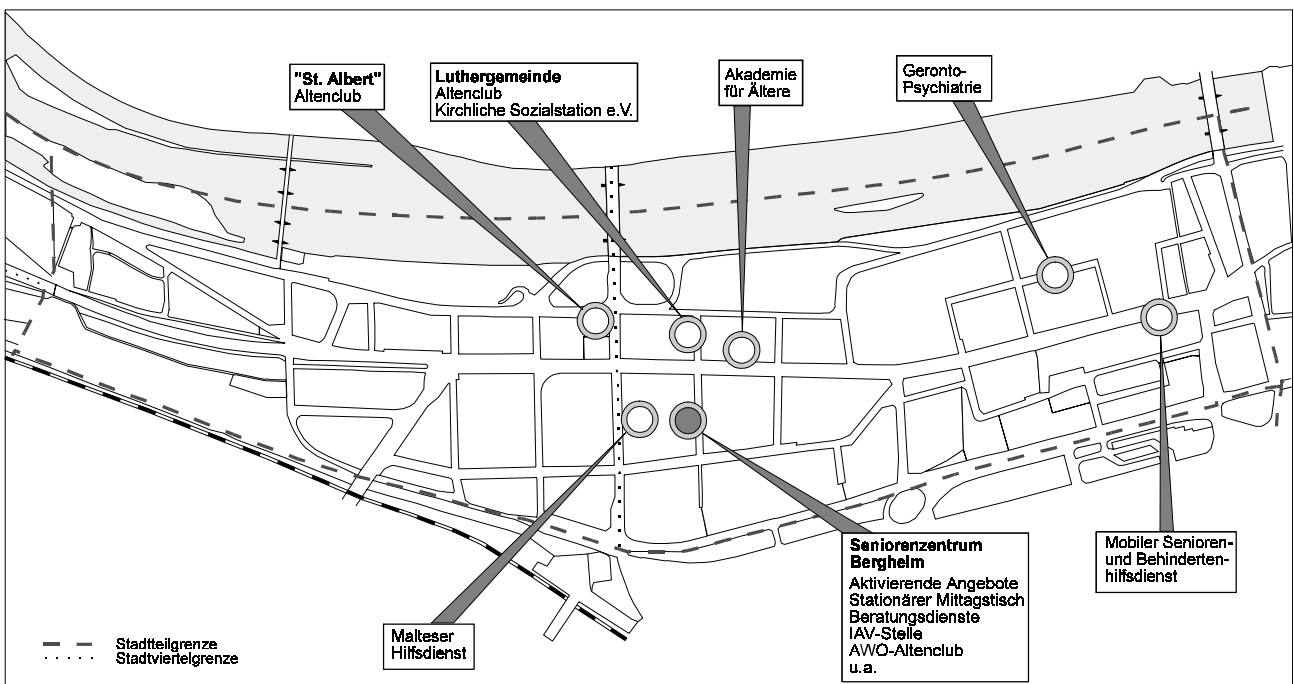 "St. Albert"
Altenclub
Luthergemeinde
Altenclub
Kirchliche Sozialstation e.V.
Akademie
für Ältere
Geronto-
Psychiatrie
Seniorenzentrum
Bergheim
Aktivierende Angebote
Stationärer Mittagstisch
Beratungsdienste
IAV-Stelle
AWO-Altenclub
u.a.
Mobiler Senioren-
und Behinderten-
hilfsdienst
Malteser
Hilfsdienst
Stadtteilgrenze
Stadtviertelgrenze